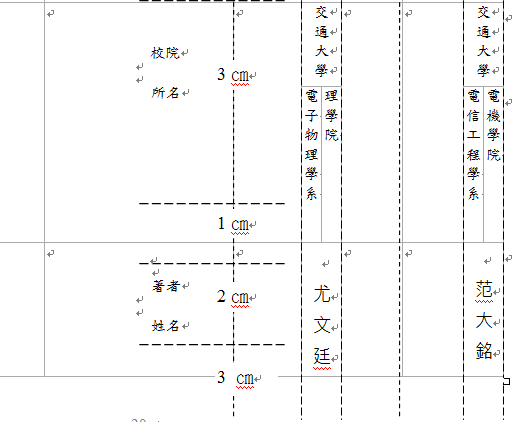 校院
所名
3 cm
1 cm
著者
姓名
2 cm
3 cm
交通大學
理學院
電子物理學系
尤文廷
交通大學
電機學院
電信工程學系
范大銘